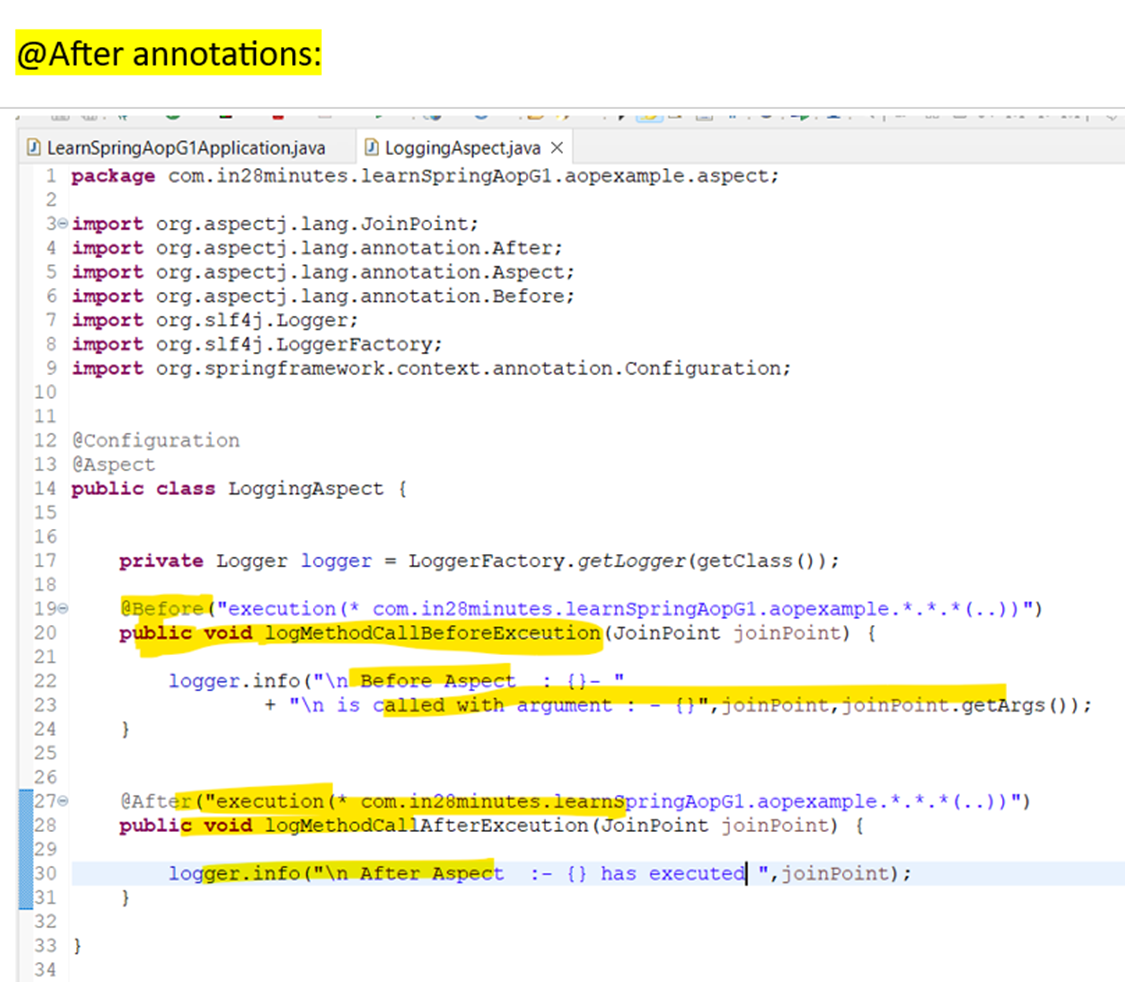 @After annotations:
LearnSpringAopG1Application.java LoggingAspect.java
1 package com.in28minutes.learnSpringAopG1.aopexample.aspect;
2
3 import org.aspectj.lang.JoinPoint;
4 import org.aspectj.lang.annotation.After;
5 import org.aspectj.lang.annotation.Aspect;
6 import org.aspectj.lang.annotation.Before;
7 import org.slf4j.Logger;
8 import org.slf4j.LoggerFactory;
9 import org.springframework.context.annotation.Configuration;
10
11
12 @Configuration
13 @Aspect
14 public class LoggingAspect {
15
16
17 private Logger logger = LoggerFactory.getLogger(getClass());
18
19 @Before("execution(* com.in28minutes.learnSpringAopG1.aopexample.*.*.*(..))")
20 public void logMethodCallBeforeExceution(JoinPoint joinPoint) {
21
22 logger.info("\n Before Aspect : {}- "
23 + "\n is called with argument : - {}",joinPoint,joinPoint.getArgs());
24 }
25
26
27 @After("execution(* com.in28minutes.learnSpringAopG1.aopexample.*.*.*(..))")
28 public void logMethodCallAfterExceution(JoinPoint joinPoint) {
29
30 logger.info("\n After Aspect :- {} has executed ",joinPoint);
31 }
32
33 }
34